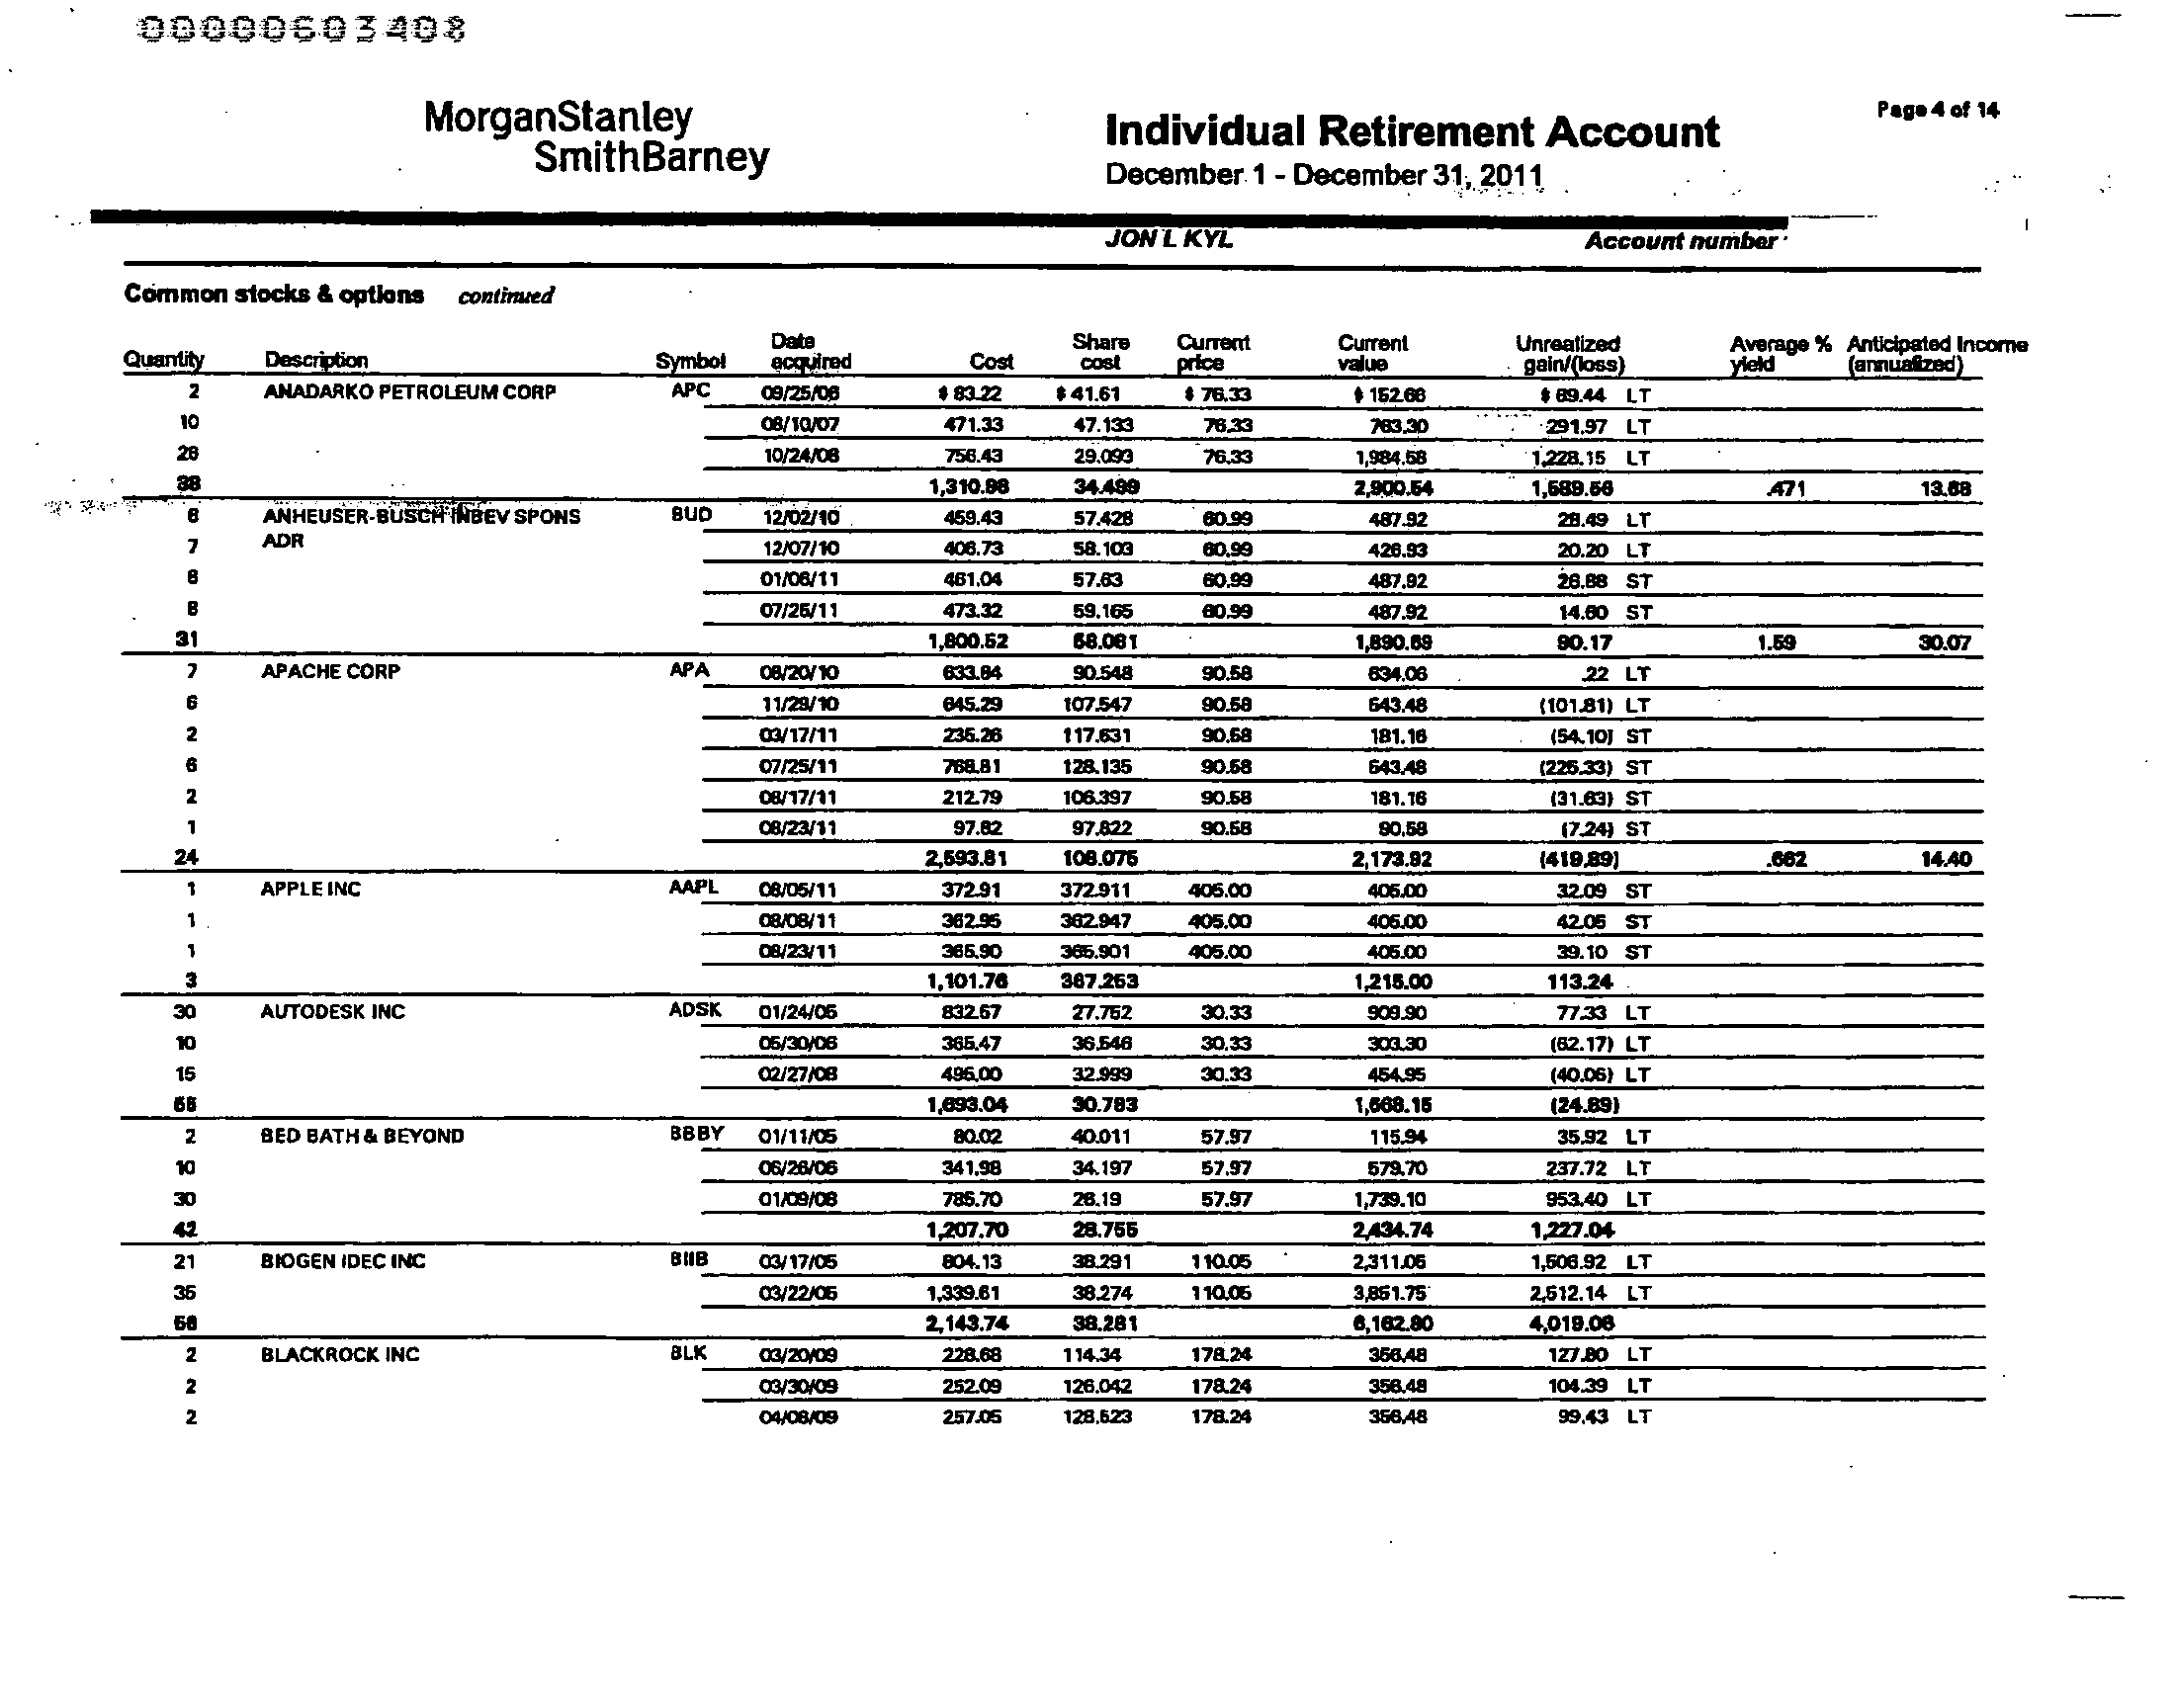 00000603408
MorganStanley
SmithBarney
Individual Retirement Account
December 1 - December 31, 2011
Page 4 of 14
JON L KYL Account number
Common stocks & options continued
Quantity Description Symbol Date acquired Cost Share cost Current price Current value Unrealized gain/(loss) Average % yield Anticipated Income (annualized)
2 ANADARKO PETROLEUM CORP APC 09/25/06 $ 83.22 $ 41.61 $ 76.33 $ 152.66 $ 69.44 LT
10 08/10/07 471.33 47.133 76.33 763.30 291.97 LT
26 10/24/08 756.43 29.093 76.33 1,984.58 1,228.15 LT
38 1,310.98 34.499 2,900.54 1,589.56 .471 13.68
8 ANHEUSER-BUSCH INBEV SPONS BUD 12/02/10 459.43 57.428 60.99 487.92 28.49 LT
7 ADR 12/07/10 406.73 58.103 60.99 426.93 20.20 LT
8 01/06/11 461.04 57.63 60.99 487.92 26.88 ST
8 07/25/11 473.32 59.165 60.99 487.92 14.60 ST
31 1,800.52 58.081 1,890.69 90.17 1.59 30.07
7 APACHE CORP APA 08/20/10 633.84 90.548 90.58 634.06 .22 LT
6 11/29/10 645.29 107.547 90.58 543.48 (101.81) LT
2 03/17/11 235.26 117.631 90.58 181.16 (54.10) ST
6 07/25/11 768.81 128.135 90.58 543.48 (225.33) ST
2 08/17/11 212.79 106.397 90.58 181.16 (31.63) ST
1 08/23/11 97.82 97.822 90.58 90.58 (7.24) ST
24 2,593.81 108.075 2,173.92 (419.89) .662 14.40
1 APPLE INC AAPL 08/05/11 372.91 372.911 405.00 405.00 32.09 ST
1 08/08/11 362.95 362.947 405.00 405.00 42.05 ST
1 08/23/11 365.90 365.901 405.00 405.00 39.10 ST
3 1,101.76 367.253 1,215.00 113.24
30 AUTODESK INC ADSK 01/24/06 832.57 27.752 30.33 909.90 77.33 LT
10 05/30/06 365.47 36.546 30.33 303.30 (62.17) LT
15 02/27/08 495.00 32.999 30.33 454.95 (40.05) LT
55 1,693.04 30.783 1,668.15 (24.89)
2 BED BATH & BEYOND BBBY 01/11/05 80.02 40.011 57.97 115.94 35.92 LT
10 06/26/06 341.98 34.197 57.97 579.70 237.72 LT
30 01/09/08 785.70 26.19 57.97 1,739.10 953.40 LT
42 1,207.70 28.755 2,434.74 1,227.04
21 BIOGEN IDEC INC BIIB 03/17/05 804.13 38.291 110.05 2,311.05 1,506.92 LT
35 03/22/05 1,339.61 38.274 110.05 3,851.75 2,512.14 LT
56 2,143.74 38.281 6,162.80 4,019.06
2 BLACKROCK INC BLK 03/20/09 228.68 114.34 178.24 356.48 127.80 LT
2 03/30/09 252.09 126.042 178.24 356.48 104.39 LT
2 04/08/09 257.05 128.523 178.24 356.48 99.43 LT